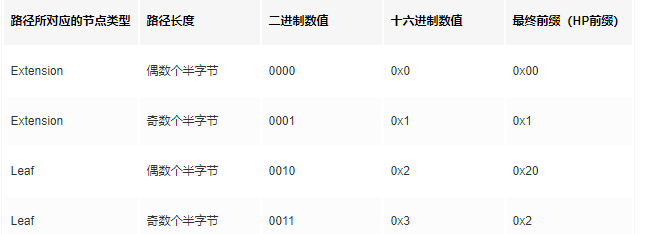 路径所对应的节点类型 路径长度 二进制数值 十六进制数值 最终前缀（HP前缀）
Extension 偶数个半字节 0000 0x0 0x00
Extension 奇数个半字节 0001 0x1 0x1
Leaf 偶数个半字节 0010 0x2 0x20
Leaf 奇数个半字节 0011 0x3 0x2